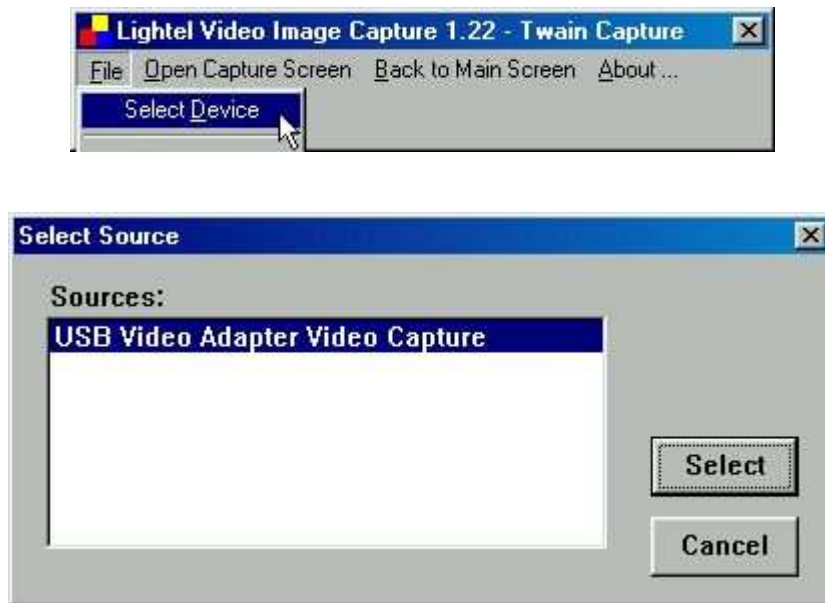 Lightel Video Image Capture 1.22 - Twain Capture
File Open Capture Screen Back to Main Screen About ...
Select Device
Select Source
Sources:
USB Video Adapter Video Capture
Select
Cancel